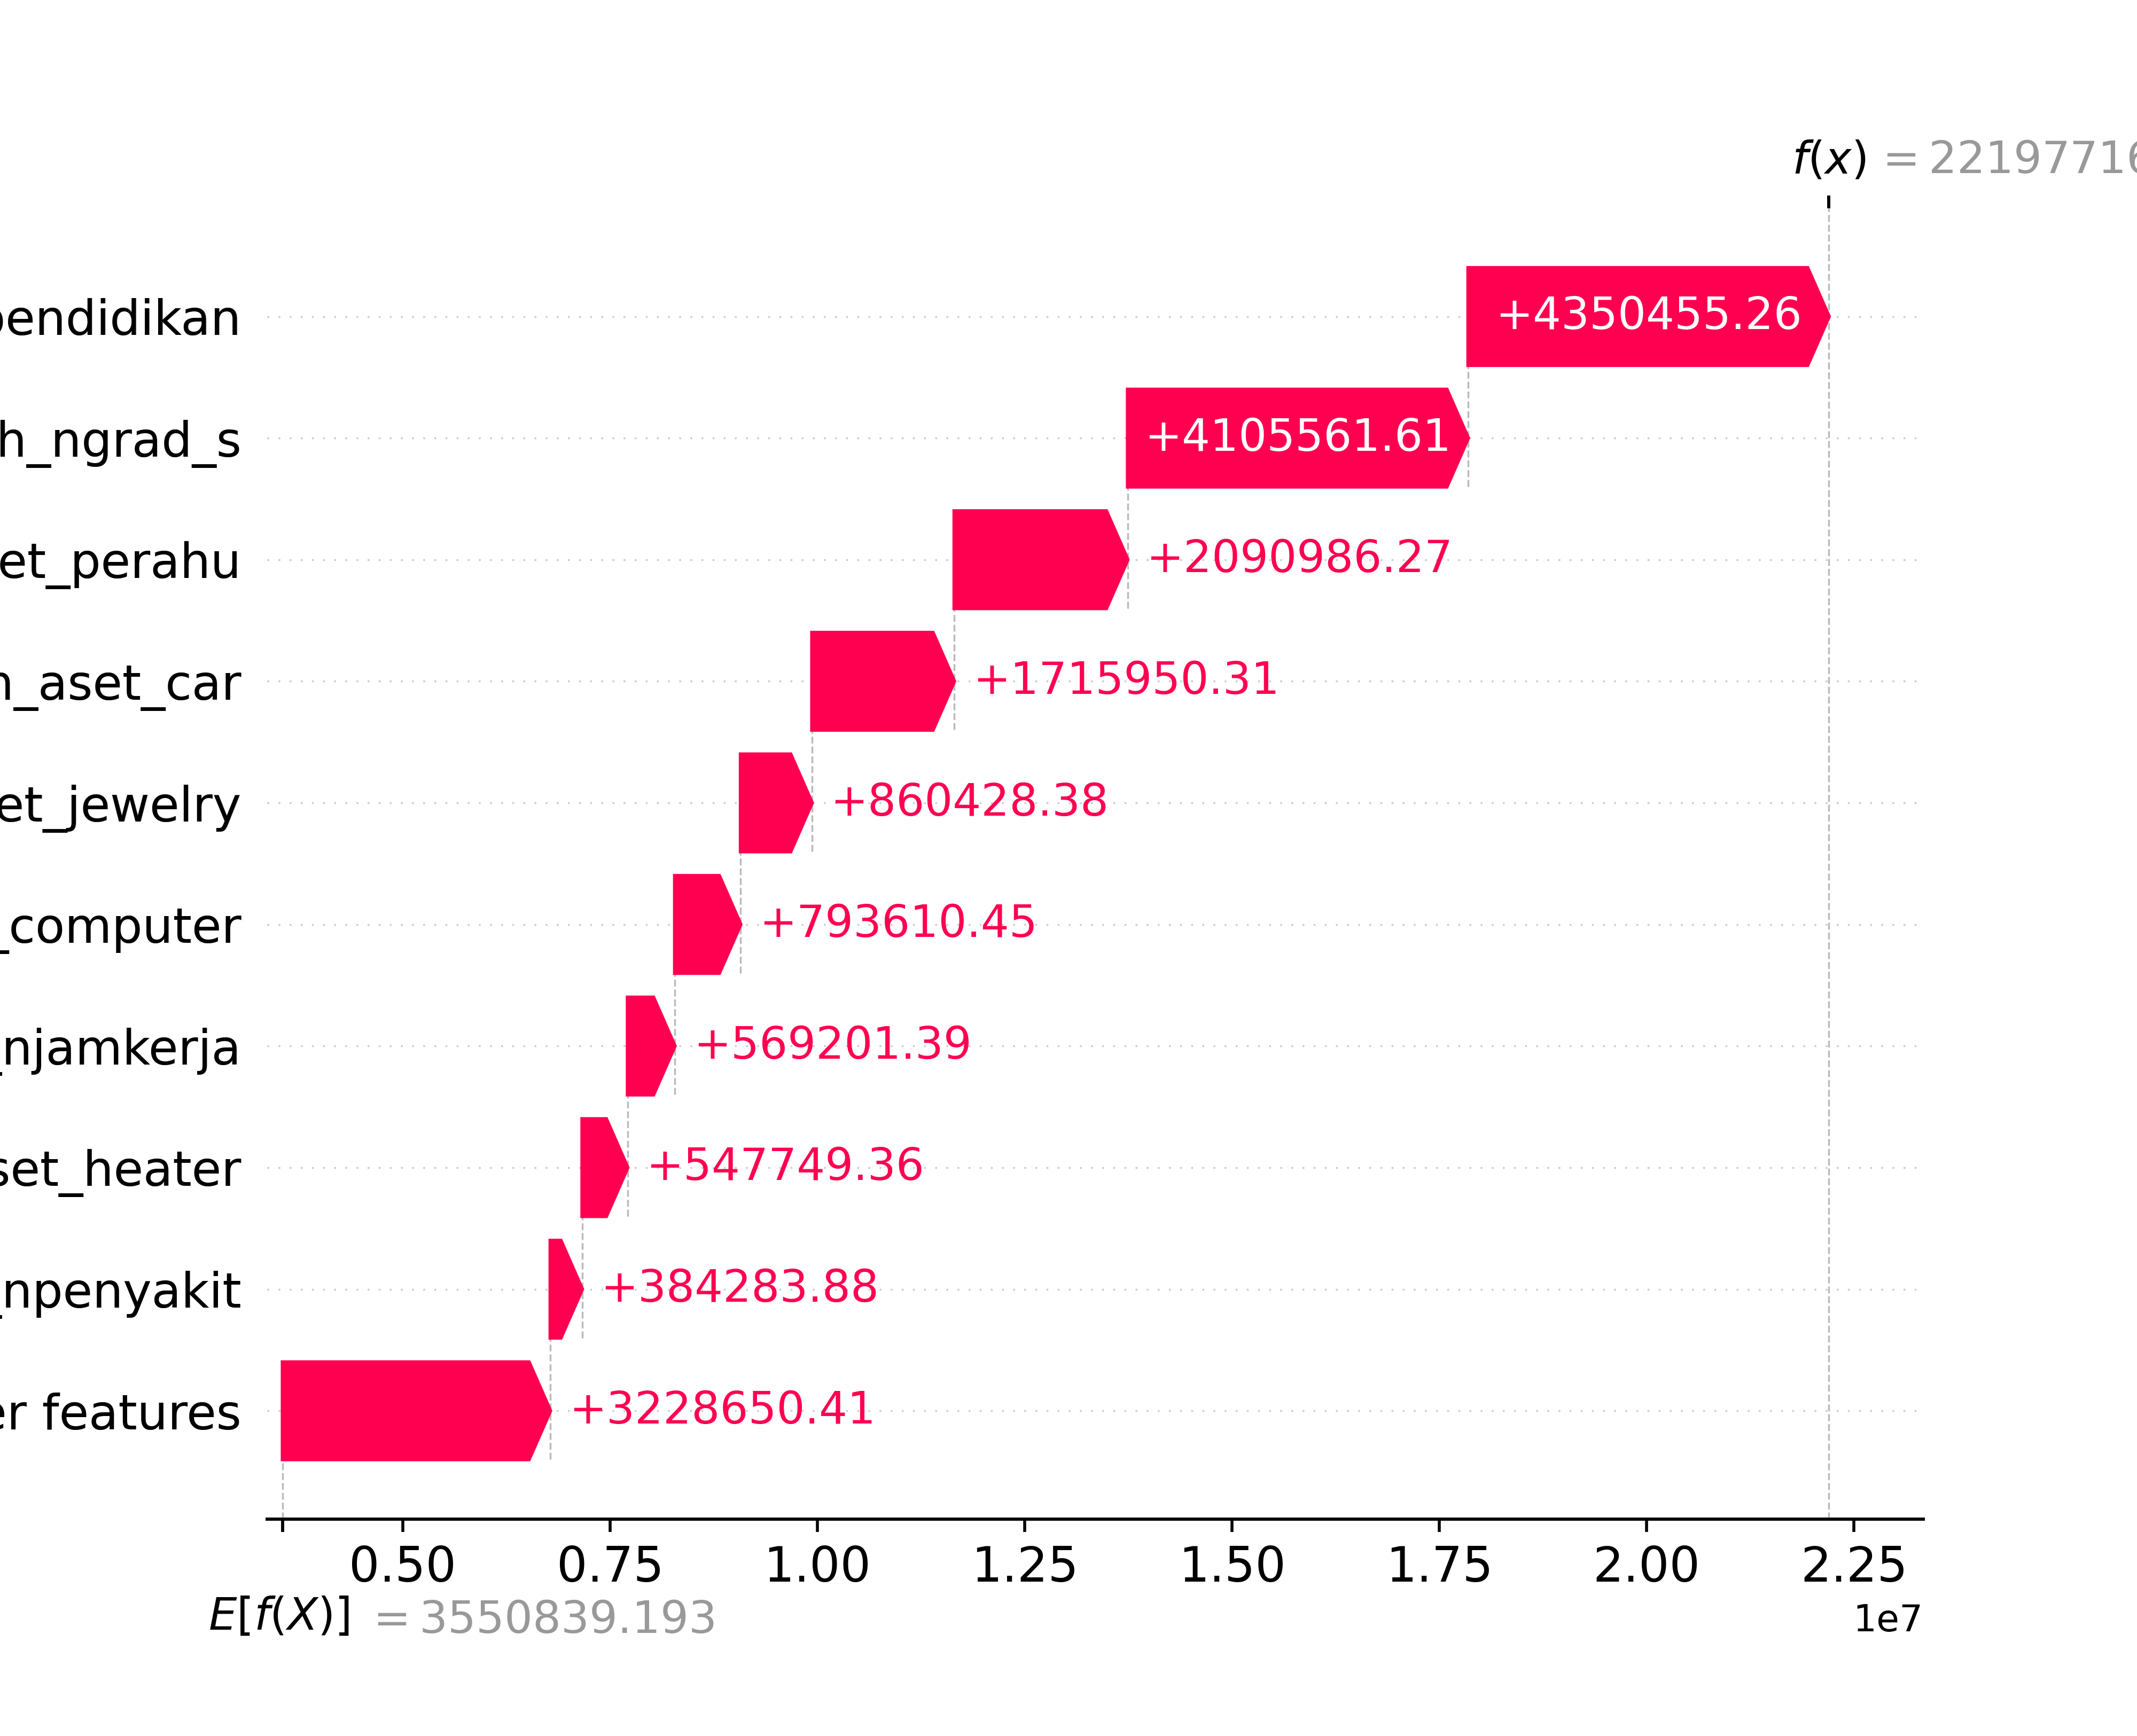 f(x) = 22197716
pendidikan +4350455.26
h_ngrad_s +4105561.61
et_perahu +2090986.27
_aset_car +1715950.31
et_jewelry +860428.38
_computer +793610.45
njamkerja +569201.39
set_heater +547749.36
npenyakit +384283.88
er features +3228650.41
0.50 0.75 1.00 1.25 1.50 1.75 2.00 2.25
E[f(X)] = 3550839.193 1e7